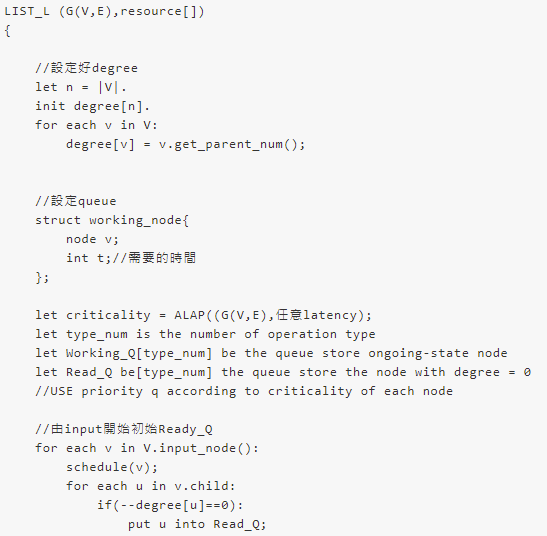 LIST_L (G(V,E),resource[])
{
//設定好degree
let n = |V|.
init degree[n].
for each v in V:
degree[v] = v.get_parent_num();
//設定queue
struct working_node{
node v;
int t;//需要的時間
};
let criticality = ALAP((G(V,E),任意latency);
let type_num is the number of operation type
let Working_Q[type_num] be the queue store ongoing-state node
let Read_Q be[type_num] the queue store the node with degree = 0
//USE priority q according to criticality of each node
//由input開始初始Ready_Q
for each v in V.input_node():
schedule(v);
for each u in v.child:
if(--degree[u]==0):
put u into Read_Q;